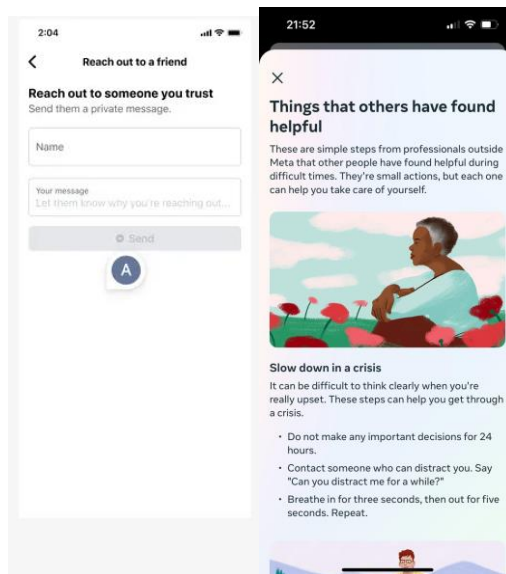 2:04
Reach out to a friend
Reach out to someone you trust
Send them a private message.
Name
Your message
Let them know why you're reaching out...
Send
A
21:52
Things that others have found
helpful
These are simple steps from professionals outside
Meta that other people have found helpful during
difficult times. They're small actions, but each one
can help you take care of yourself.
Slow down in a crisis
It can be difficult to think clearly when you're
really upset. These steps can help you get through
a crisis.
• Do not make any important decisions for 24
hours.
• Contact someone who can distract you. Say
"Can you distract me for a while?"
• Breathe in for three seconds, then out for five
seconds. Repeat.